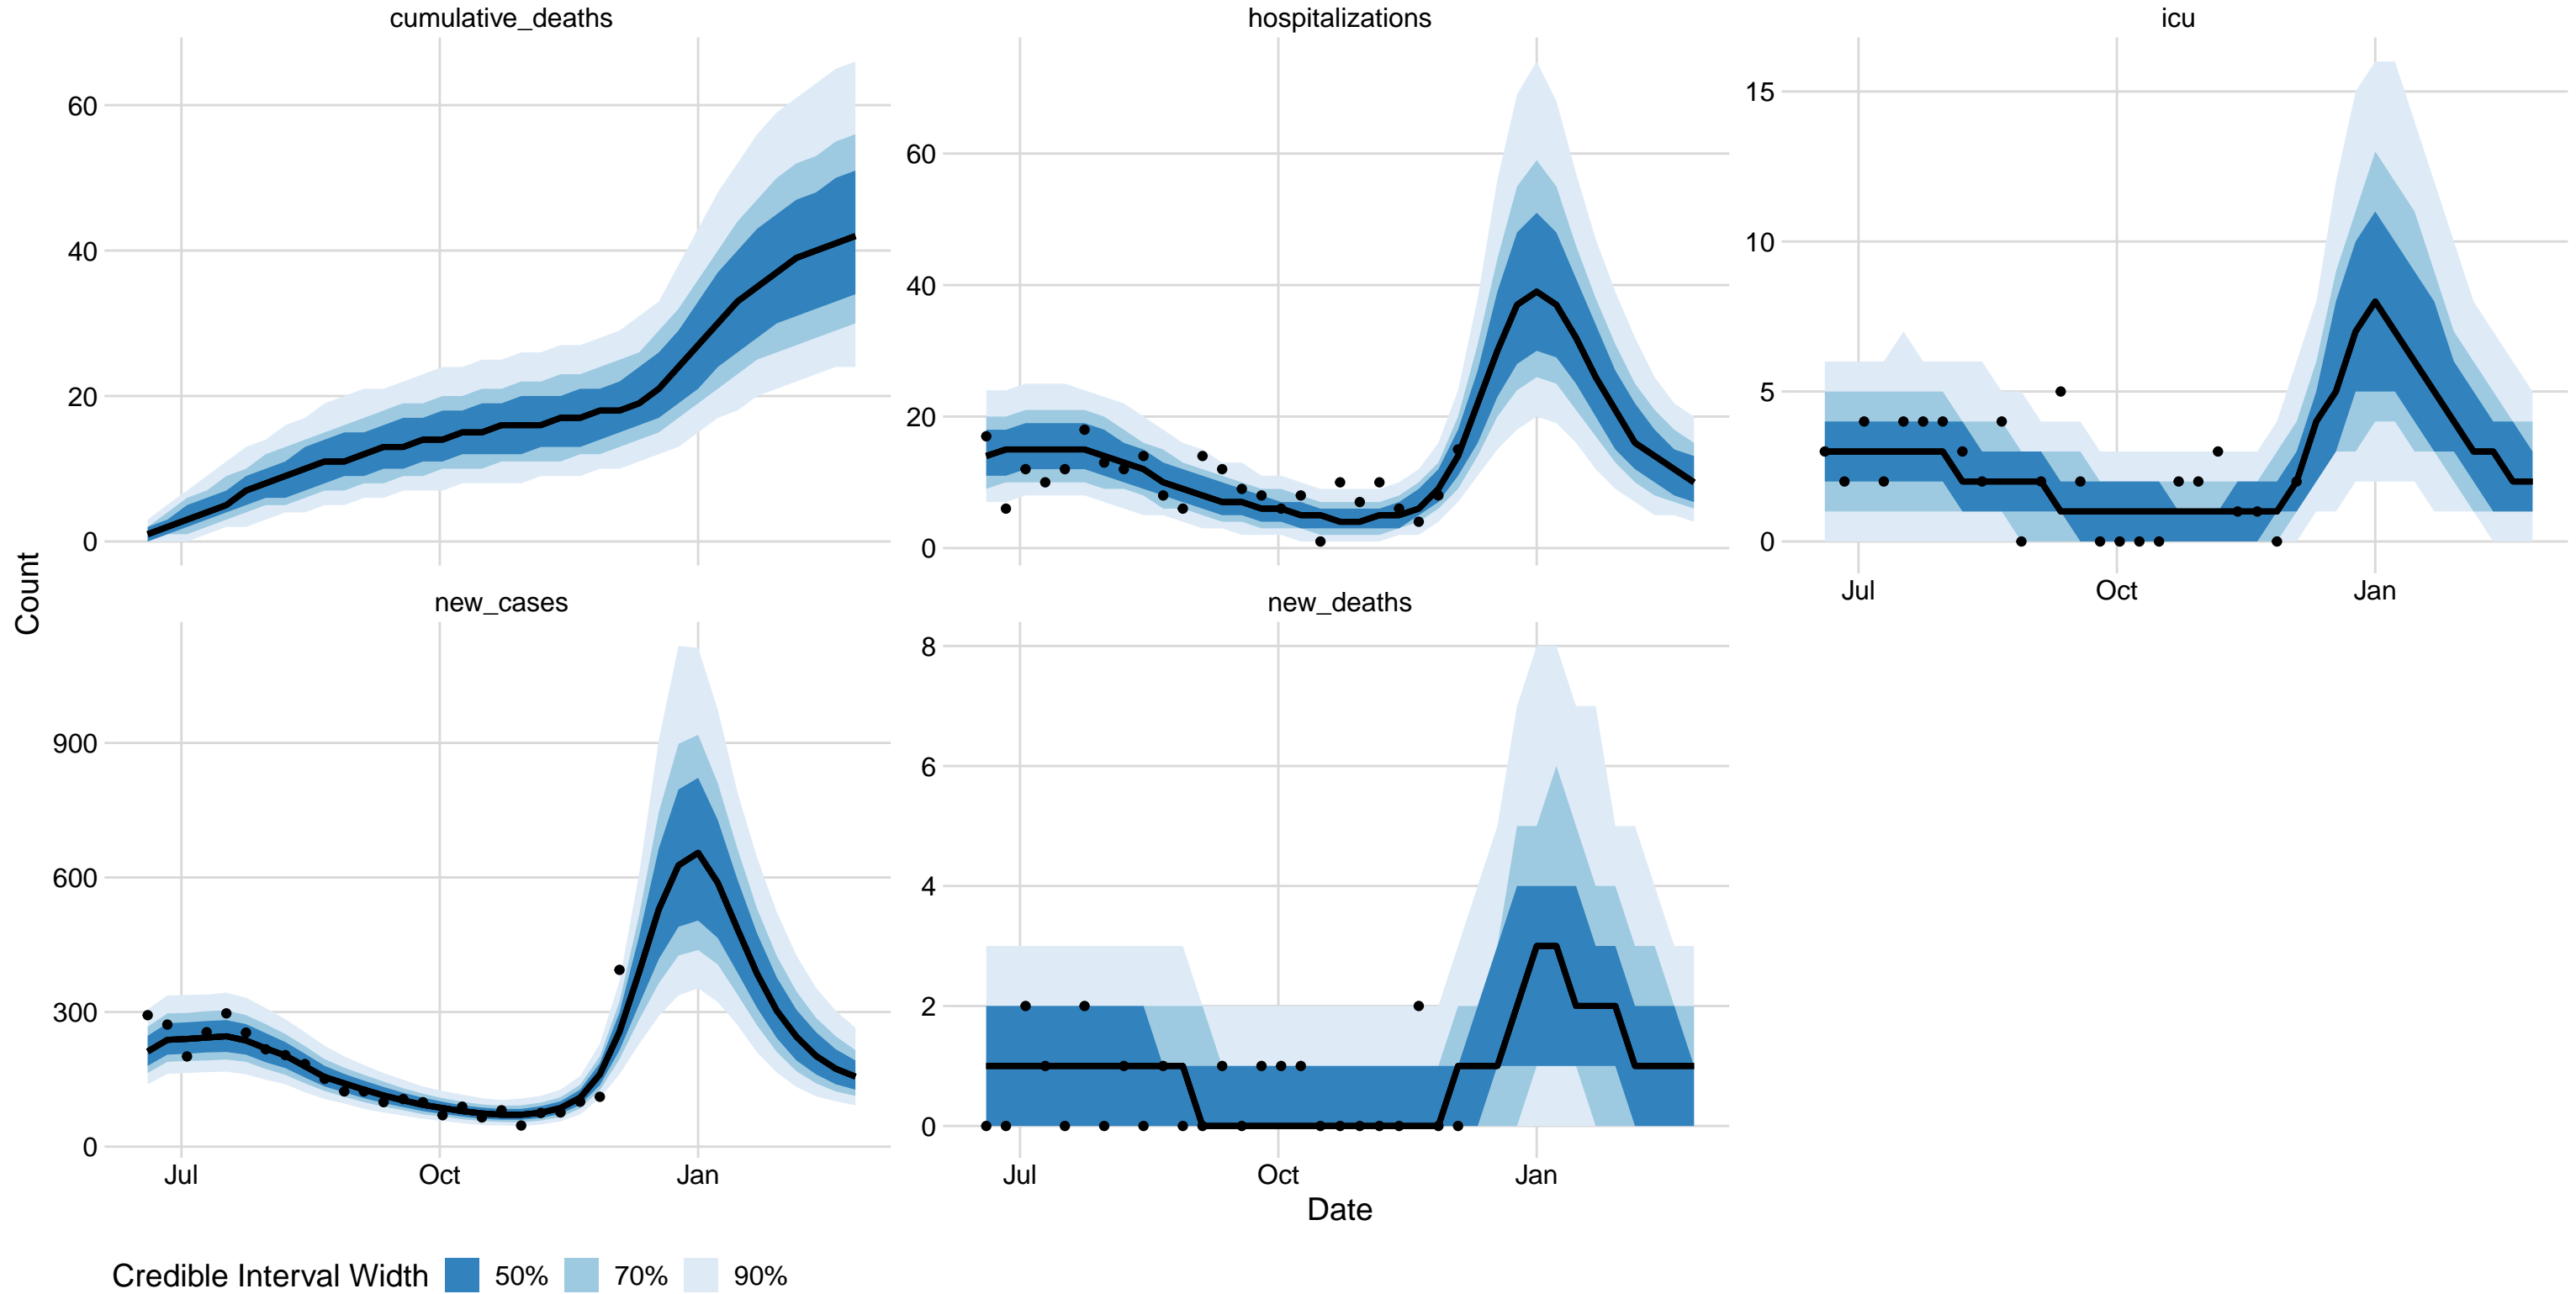 cumulative_deaths
hospitalizations
icu
60
40
20
0
60
40
20
0
15
10
5
0
Jul
Oct
Jan
Count
new_cases
new_deaths
900
600
300
0
8
6
4
2
0
Jul
Oct
Jan
Jul
Oct
Jan
Date
Credible Interval Width 50% 70% 90%